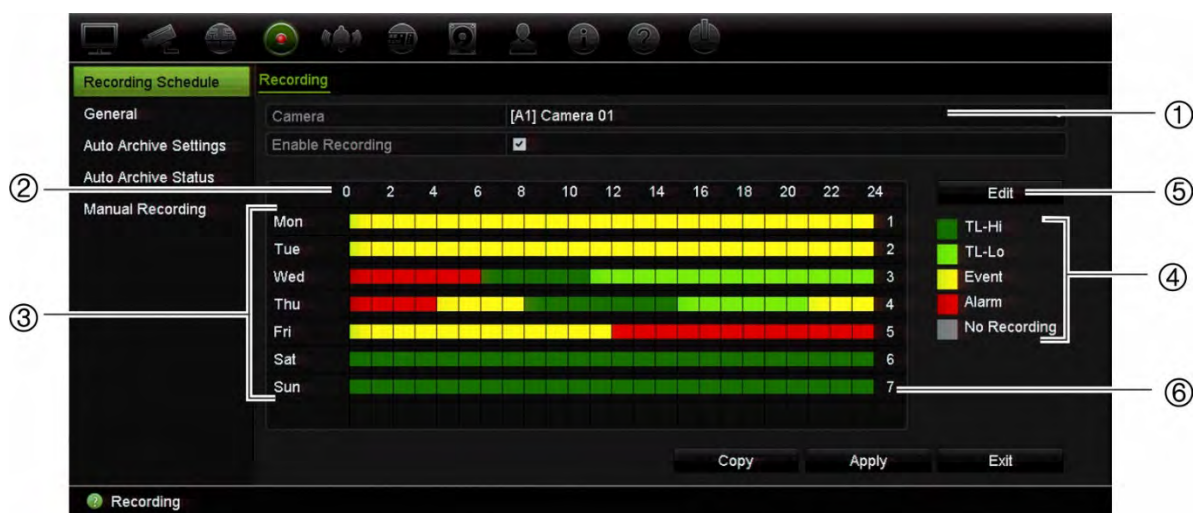 Recording Schedule
Recording
General
Camera [A1] Camera 01
①
Auto Archive Settings
Enable Recording
Auto Archive Status
②
0 2 4 6 8 10 12 14 16 18 20 22 24
Edit
⑤
Manual Recording
Mon 1
TL-Hi
Tue 2
TL-Lo
Wed 3
Event
④
Thu 4
Alarm
③
Fri 5
No Recording
Sat 6
Sun 7
⑥
Copy
Apply
Exit
? Recording